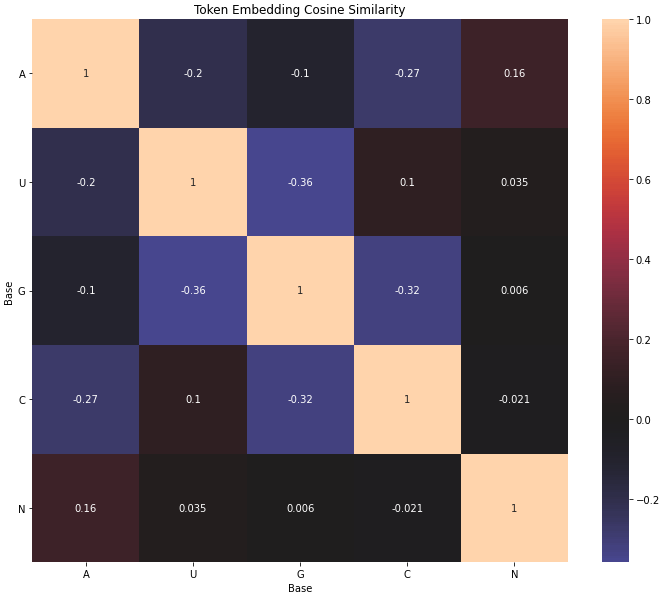 Token Embedding Cosine Similarity
A 1 -0.2 -0.1 -0.27 0.16
U -0.2 1 -0.36 0.1 0.035
G -0.1 -0.36 1 -0.32 0.006
C -0.27 0.1 -0.32 1 -0.021
N 0.16 0.035 0.006 -0.021 1
A U G C N
Base
Base
1.0
0.8
0.6
0.4
0.2
0.0
-0.2